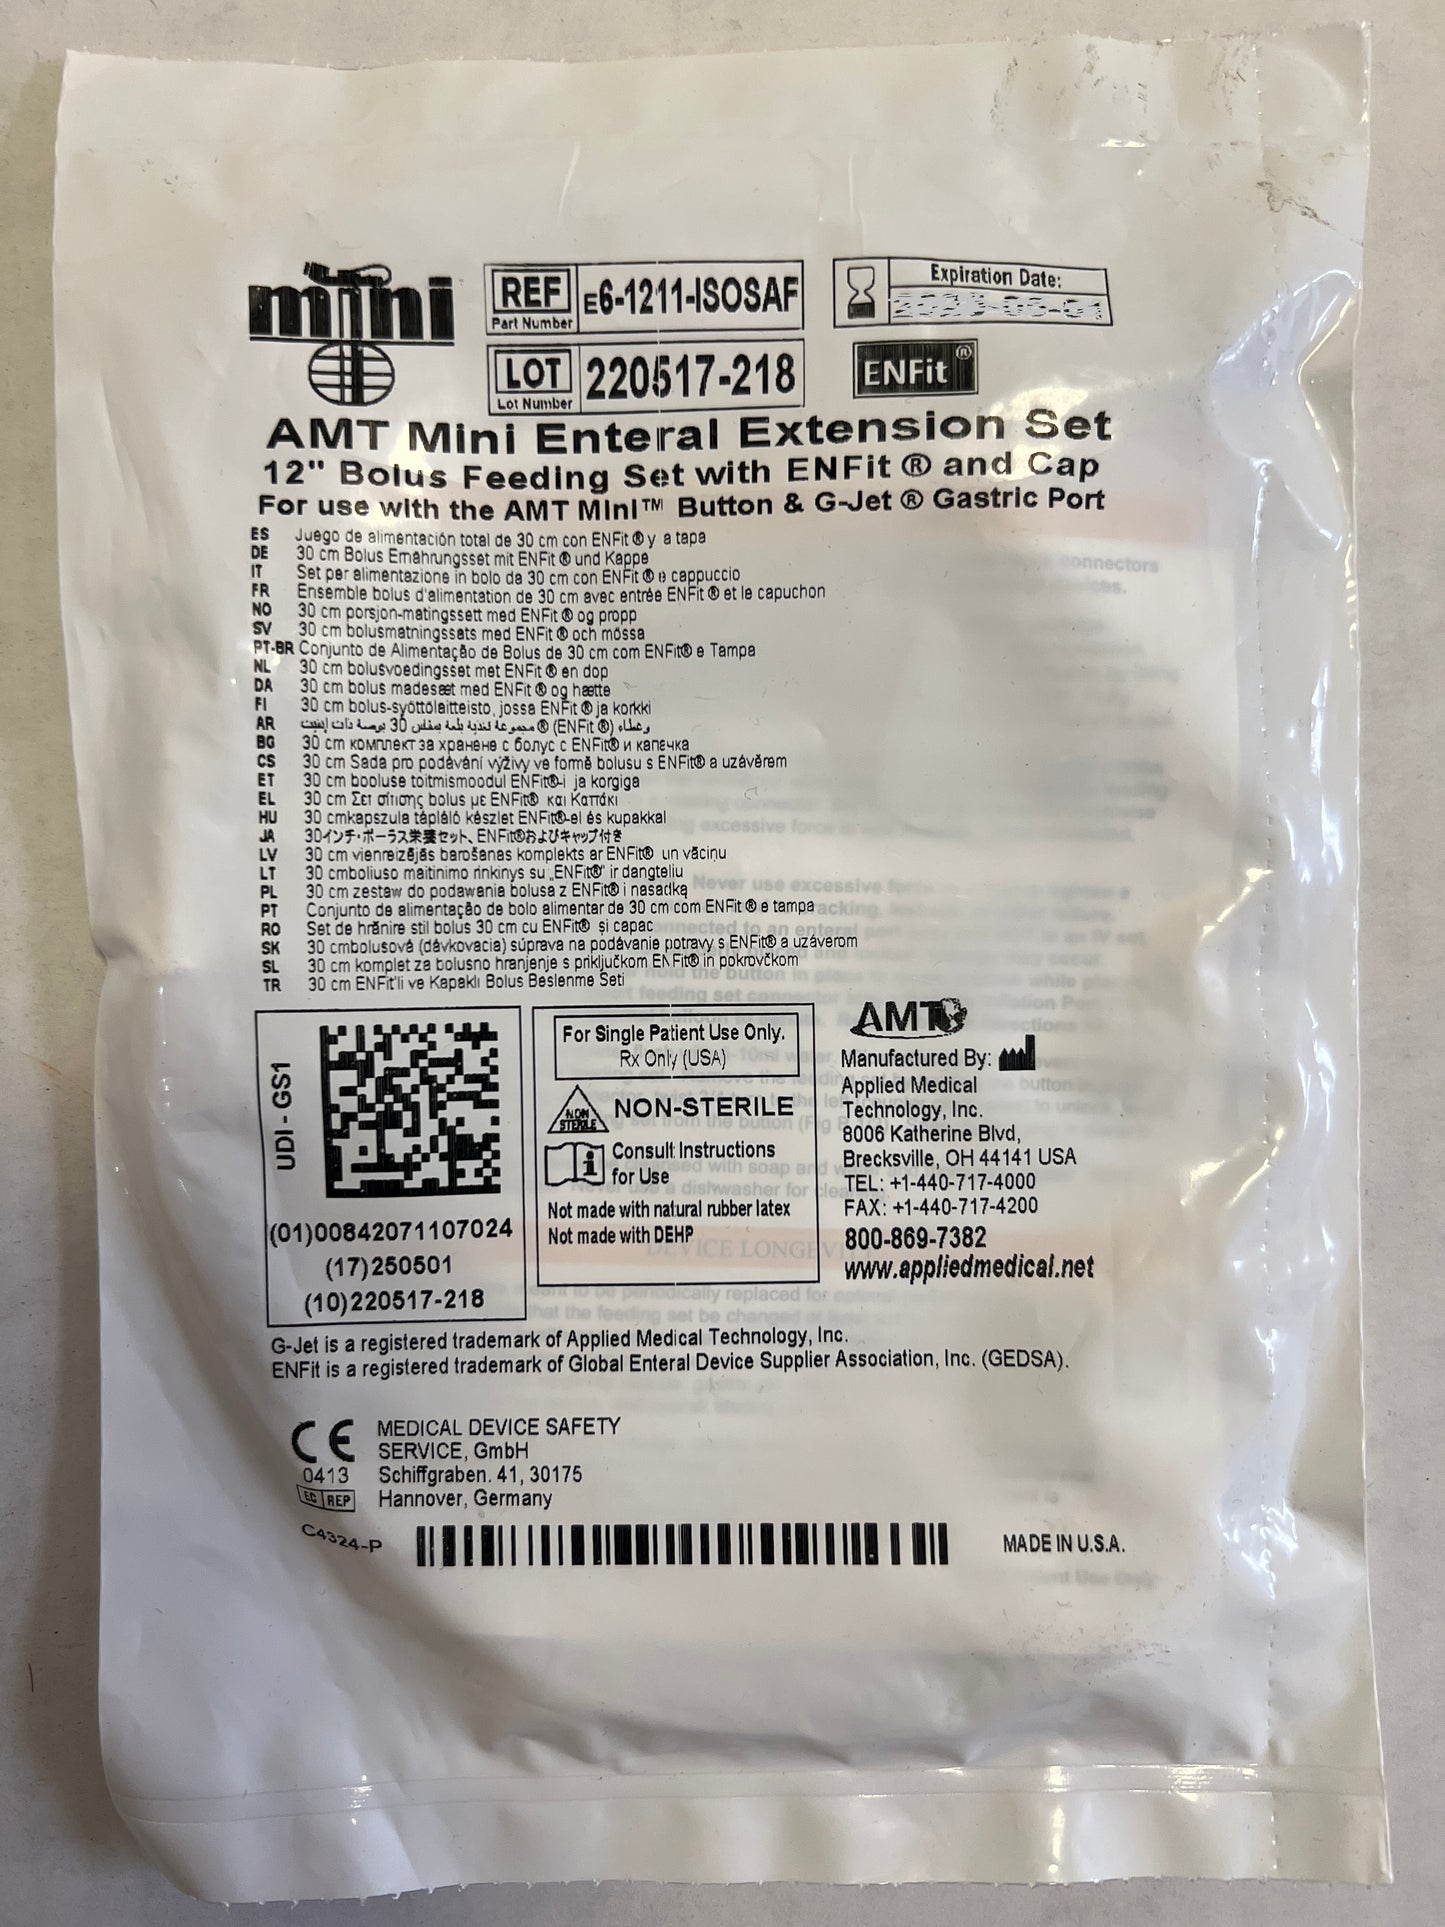 mini
REF
Part Number
E6-1211-ISOSAF
Expiration Date:
LOT
Lot Number
220517-218
ENFit®
AMT Mini Enteral Extension Set
12" Bolus Feeding Set with ENFit ® and Cap
For use with the AMT Mini™ Button & G-Jet ® Gastric Port
ES Juego de alimentación total de 30 cm con ENFit ® y a tapa
DE 30 cm Bolus Ernährungsset mit ENFit ® und Kappe
IT Set per alimentazione in bolo da 30 cm con ENFit ® e cappuccio
FR Ensemble bolus d'alimentation de 30 cm avec entrée ENFit ® et le capuchon
NO 30 cm porsjon-matingssett med ENFit ® og propp
SV 30 cm bolusmatningssats med ENFit ® och mössa
PT-BR Conjunto de Alimentação de Bolus de 30 cm com ENFit® e Tampa
NL 30 cm bolusvoedingsset met ENFit ® en dop
DA 30 cm bolus madesæt med ENFit ® og hætte
FI 30 cm bolus-syöttölaitteisto, jossa ENFit ® ja korkki
AR مجموعة تغذية بلعة بمقاس 30 بوصة ذات إينفيت ® (ENFit ®) وغطاء
BG 30 cm комплект за хранене с болус с ENFit® и капачка
CS 30 cm Sada pro podávání výživy ve formě bolusu s ENFit® a uzávěrem
ET 30 cm booluse toitmismoodul ENFit®-i ja korgiga
EL 30 cm Σετ σίτισης bolus με ENFit® και Καπάκι
HU 30 cmkapszula tápláló készlet ENFit®-el és kupakkal
JA 30インチ・ボーラス栄養セット、ENFit®およびキャップ付き
LV 30 cm vienreizējās barošanas komplekts ar ENFit® un vāciņu
LT 30 cmboliuso maitinimo rinkinys su „ENFit®" ir dangteliu
PL 30 cm zestaw do podawania bolusa z ENFit® i nasadką
PT Conjunto de alimentação de bolo alimentar de 30 cm com ENFit ® e tampa
RO Set de hrănire stil bolus 30 cm cu ENFit® și capac
SK 30 cmbolusová (dávkovacia) súprava na podávanie potravy s ENFit® a uzáverom
SL 30 cm komplet za bolusno hranjenje s priključkom ENFit® in pokrovčkom
TR 30 cm ENFit'li ve Kapaklı Bolus Beslenme Seti
UDI - GS1
(01)00842071107024
(17)250501
(10)220517-218
For Single Patient Use Only.
Rx Only (USA)
NON STERILE
NON-STERILE
Consult Instructions
for Use
Not made with natural rubber latex
Not made with DEHP
AMT
Manufactured By:
Applied Medical
Technology, Inc.
8006 Katherine Blvd,
Brecksville, OH 44141 USA
TEL: +1-440-717-4000
FAX: +1-440-717-4200
800-869-7382
www.appliedmedical.net
DEVICE LONGEVIT
G-Jet is a registered trademark of Applied Medical Technology, Inc.
ENFit is a registered trademark of Global Enteral Device Supplier Association, Inc. (GEDSA).
CE
0413
EC REP
MEDICAL DEVICE SAFETY
SERVICE, GmbH
Schiffgraben. 41, 30175
Hannover, Germany
C4324-P
MADE IN U.S.A.